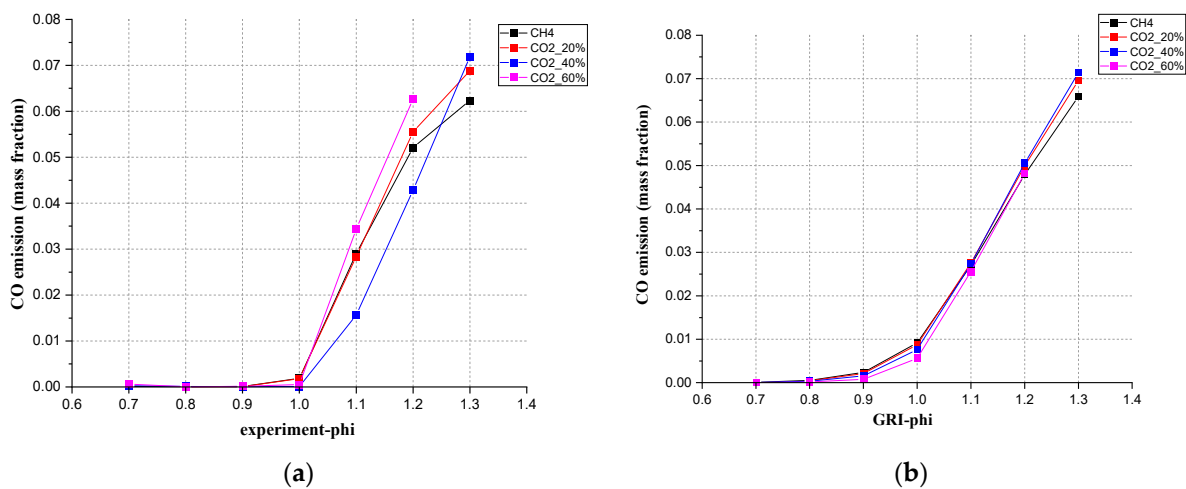 CO emission (mass fraction)
0.08
0.07
0.06
0.05
0.04
0.03
0.02
0.01
0.00
0.6 0.7 0.8 0.9 1.0 1.1 1.2 1.3 1.4
experiment-phi
CH4
CO2_20%
CO2_40%
CO2_60%
(a)
CO emission (mass fraction)
0.08
0.07
0.06
0.05
0.04
0.03
0.02
0.01
0.00
0.6 0.7 0.8 0.9 1.0 1.1 1.2 1.3 1.4
GRI-phi
CH4
CO2_20%
CO2_40%
CO2_60%
(b)